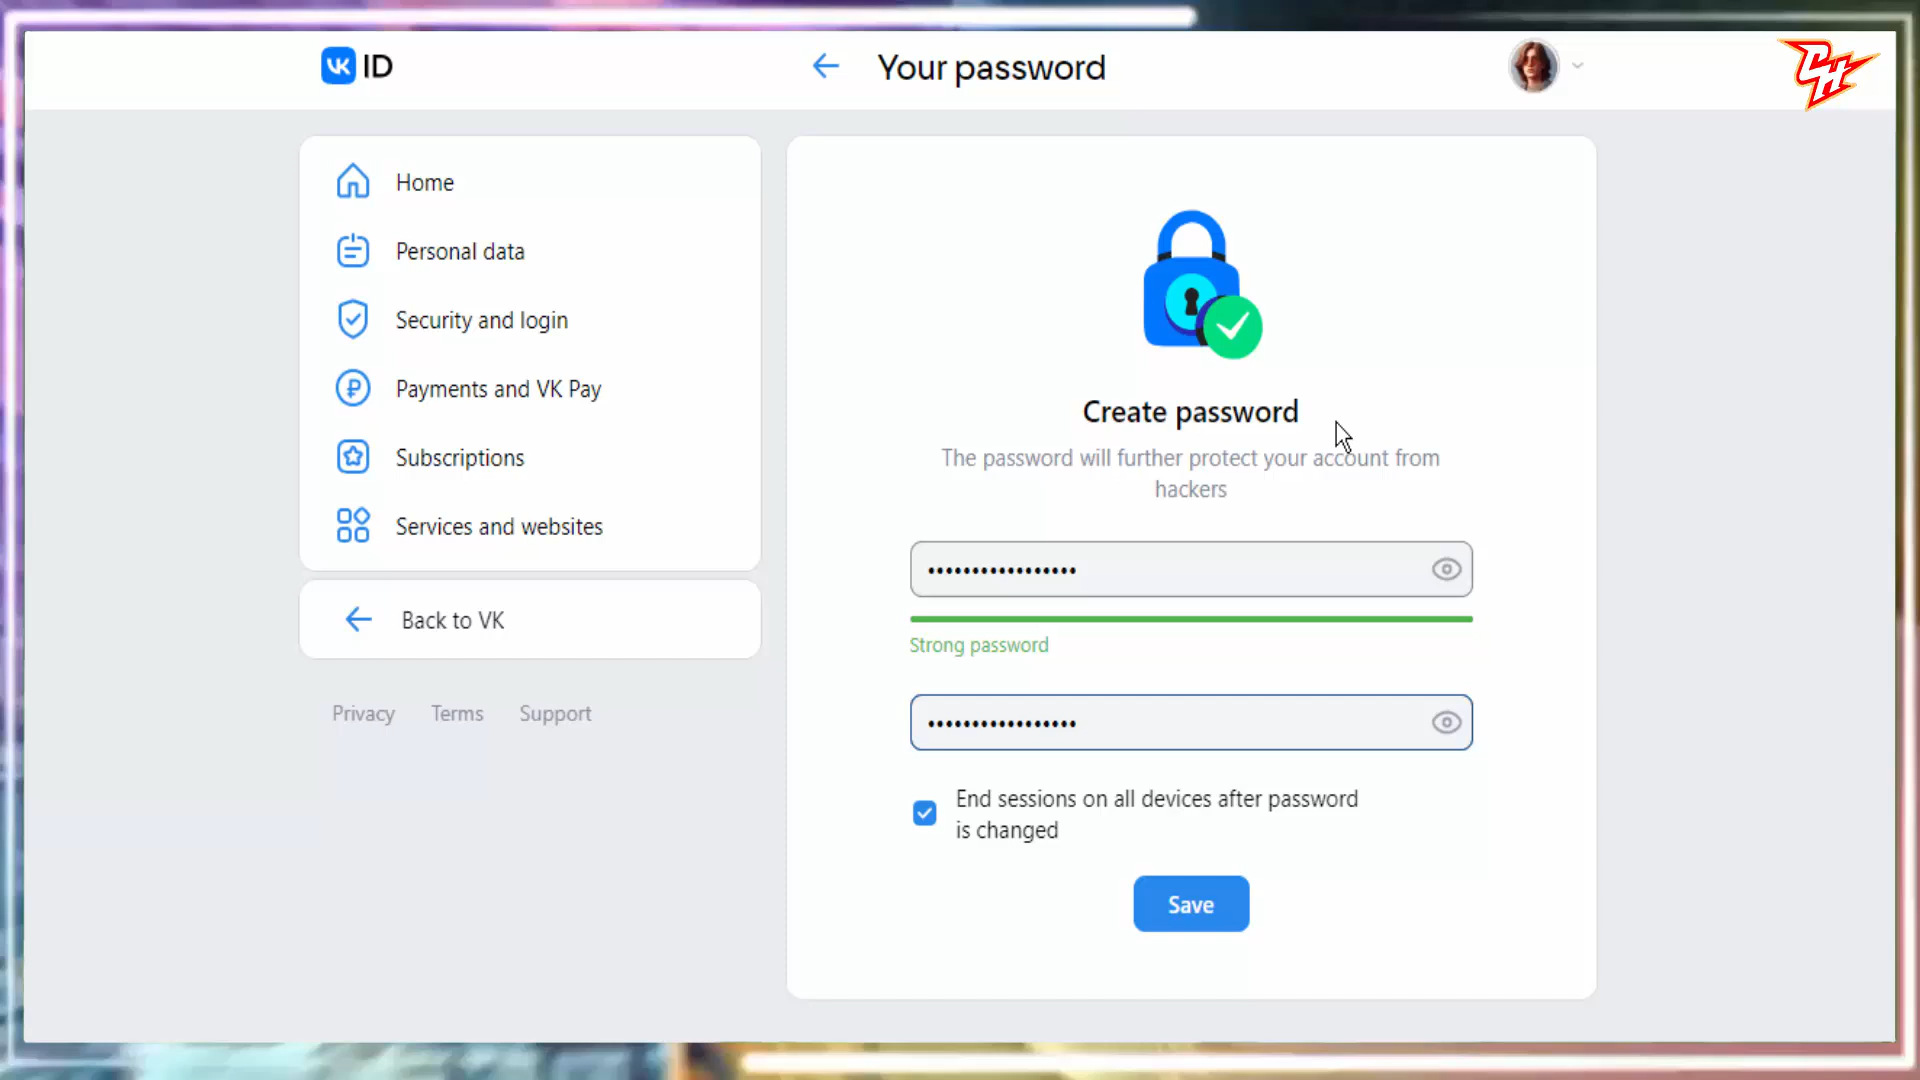 VK ID
Your password
CH
Home
Personal data
Security and login
Payments and VK Pay
Subscriptions
Services and websites
Back to VK
Privacy
Terms
Support
Create password
The password will further protect your account from
hackers
•••••••••••••••••
Strong password
•••••••••••••••••
End sessions on all devices after password
is changed
Save